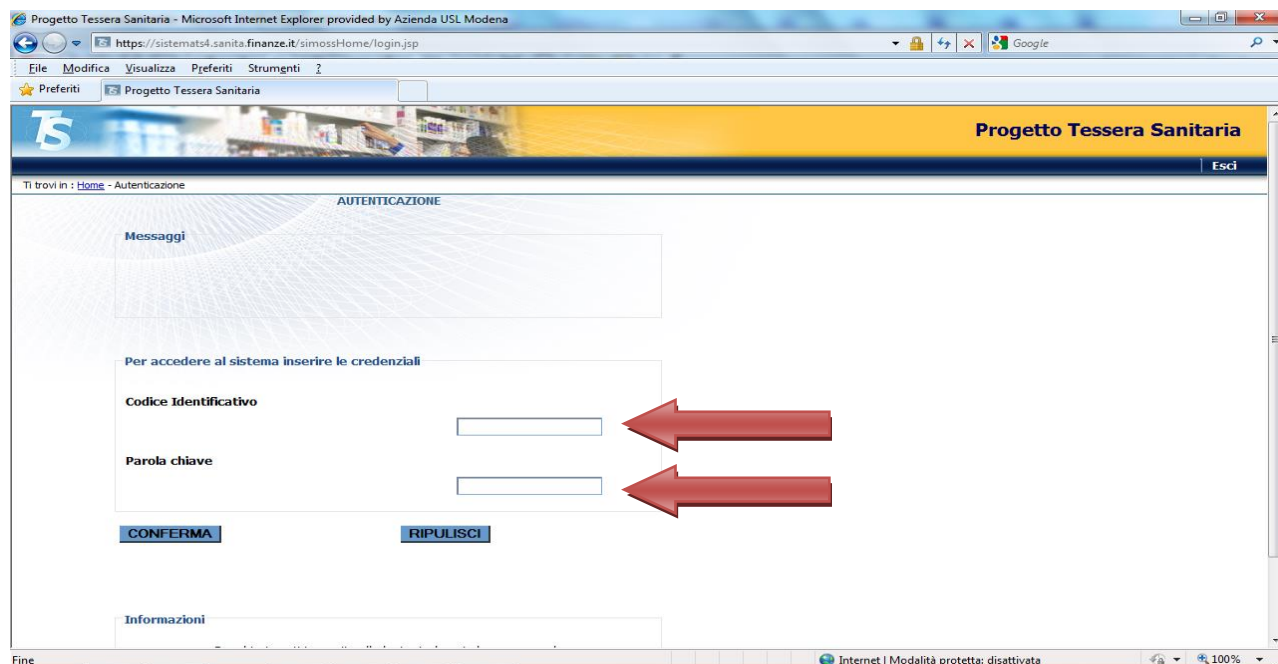 Progetto Tessera Sanitaria - Microsoft Internet Explorer provided by Azienda USL Modena
https://sistemats4.sanita.finanze.it/simossHome/login.jsp
Google
File Modifica Visualizza Preferiti Strumenti ?
Preferiti
Progetto Tessera Sanitaria
TS
Progetto Tessera Sanitaria
Esci
Ti trovi in : Home - Autenticazione
AUTENTICAZIONE
Messaggi
Per accedere al sistema inserire le credenziali
Codice Identificativo
Parola chiave
CONFERMA
RIPULISCI
Informazioni
Fine
Internet | Modalità protetta: disattivata
100%